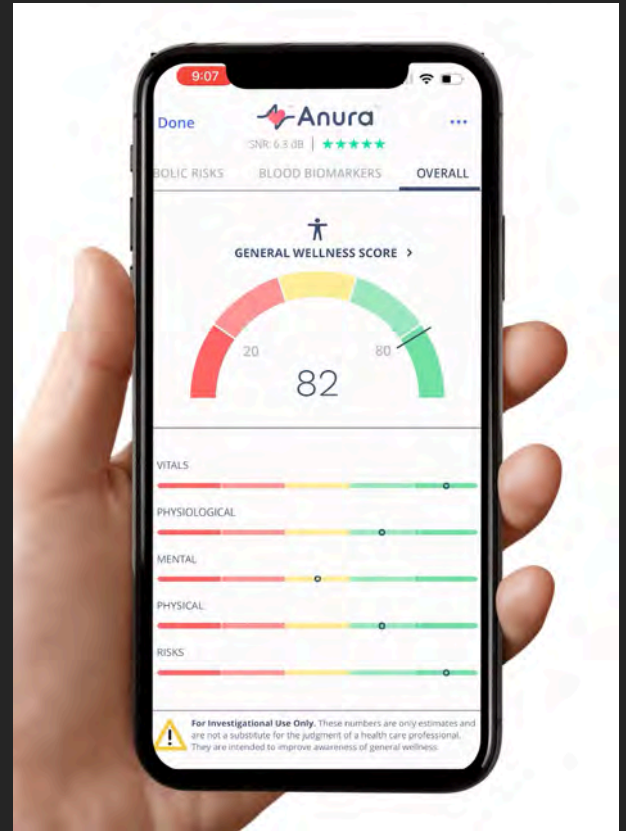 9:07
Done
Anura
SNR: 6.3 dB | ★★★★★
BOLIC RISKS
BLOOD BIOMARKERS
OVERALL
GENERAL WELLNESS SCORE >
20
80
82
VITALS
PHYSIOLOGICAL
MENTAL
PHYSICAL
RISKS
For Investigational Use Only. These numbers are only estimates and
are not a substitute for the judgment of a health care professional.
They are intended to improve awareness of general wellness